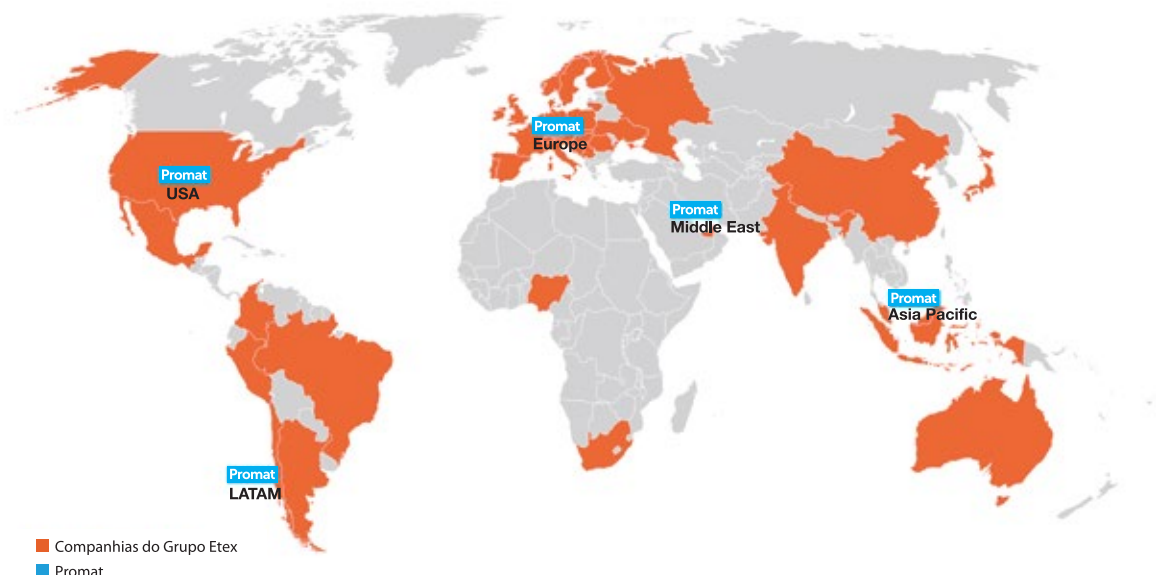 Promat
Europe
Promat
USA
Promat
Middle East
Promat
Asia Pacific
Promat
LATAM
Companhias do Grupo Etex
Promat